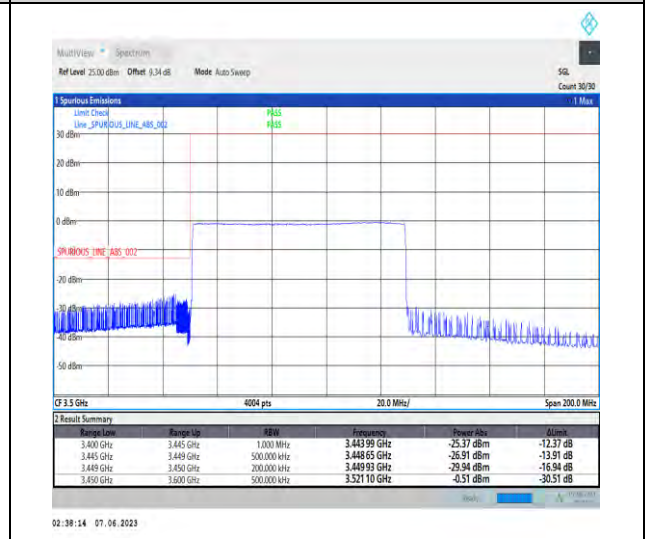 MultiView Spectrum
Ref Level 25.00 dBm Offset 9.34 dB Mode Auto Sweep SGL
Count 30/30
1 Spurious Emissions 1 Max
Limit Check PASS
Line _SPURIOUS_LINE_ABS_002 PASS
30 dBm
20 dBm
10 dBm
0 dBm
SPURIOUS_LINE_ABS_002
-20 dBm
-30 dBm
-40 dBm
-50 dBm
CF 3.5 GHz 4004 pts 20.0 MHz/ Span 200.0 MHz
2 Result Summary
Range Low Range Up RBW Frequency Power Abs ΔLimit
3.400 GHz 3.445 GHz 1.000 MHz 3.443 99 GHz -25.37 dBm -12.37 dB
3.445 GHz 3.449 GHz 500.000 kHz 3.448 65 GHz -26.91 dBm -13.91 dB
3.449 GHz 3.450 GHz 200.000 kHz 3.449 93 GHz -29.94 dBm -16.94 dB
3.450 GHz 3.600 GHz 500.000 kHz 3.521 10 GHz -0.51 dBm -30.51 dB
Ready
02:38:14 07.06.2023